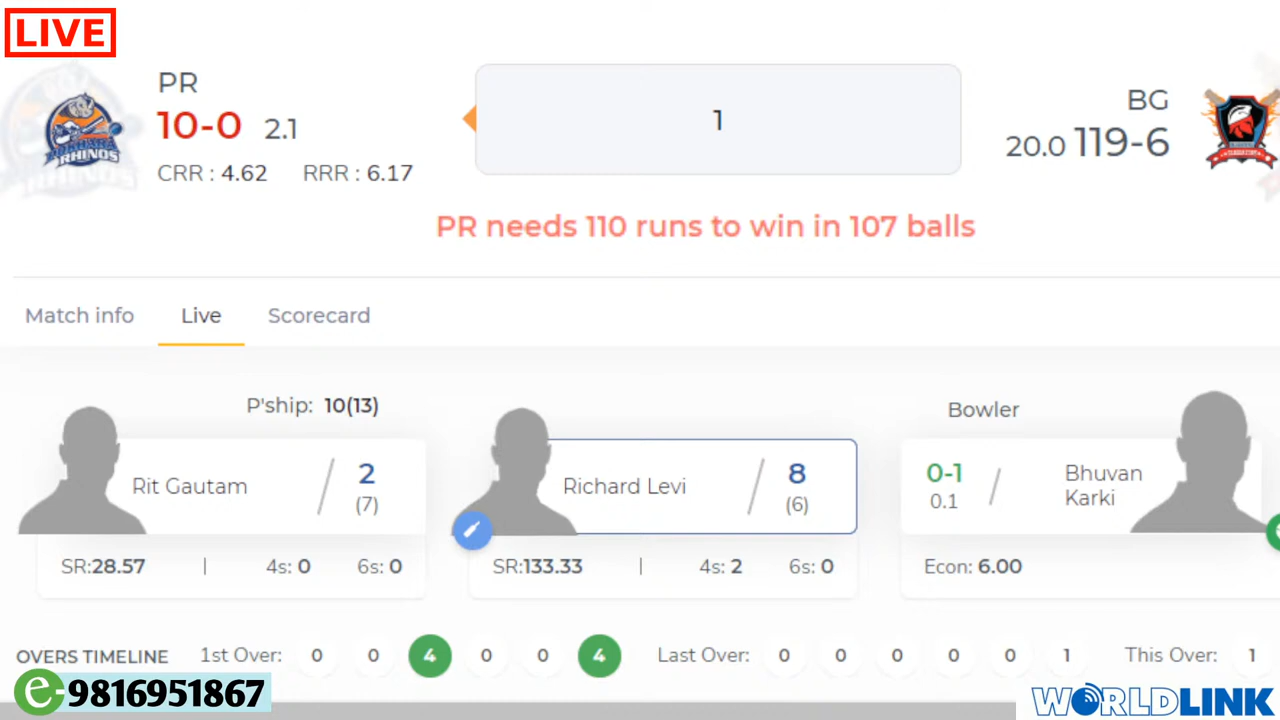 LIVE
PR
10-0 2.1
CRR : 4.62 RRR : 6.17
1
BG
20.0 119-6
RHINOS
PR needs 110 runs to win in 107 balls
Match info Live Scorecard
P'ship: 10(13)
Bowler
Rit Gautam / 2 (7)
Richard Levi / 8 (6)
0-1 0.1 / Bhuvan Karki
SR:28.57 | 4s: 0 6s: 0
SR:133.33 | 4s: 2 6s: 0
Econ: 6.00
OVERS TIMELINE 1st Over: 0 0 4 0 0 4 Last Over: 0 0 0 0 0 1 This Over: 1
e-9816951867
WORLDLINK